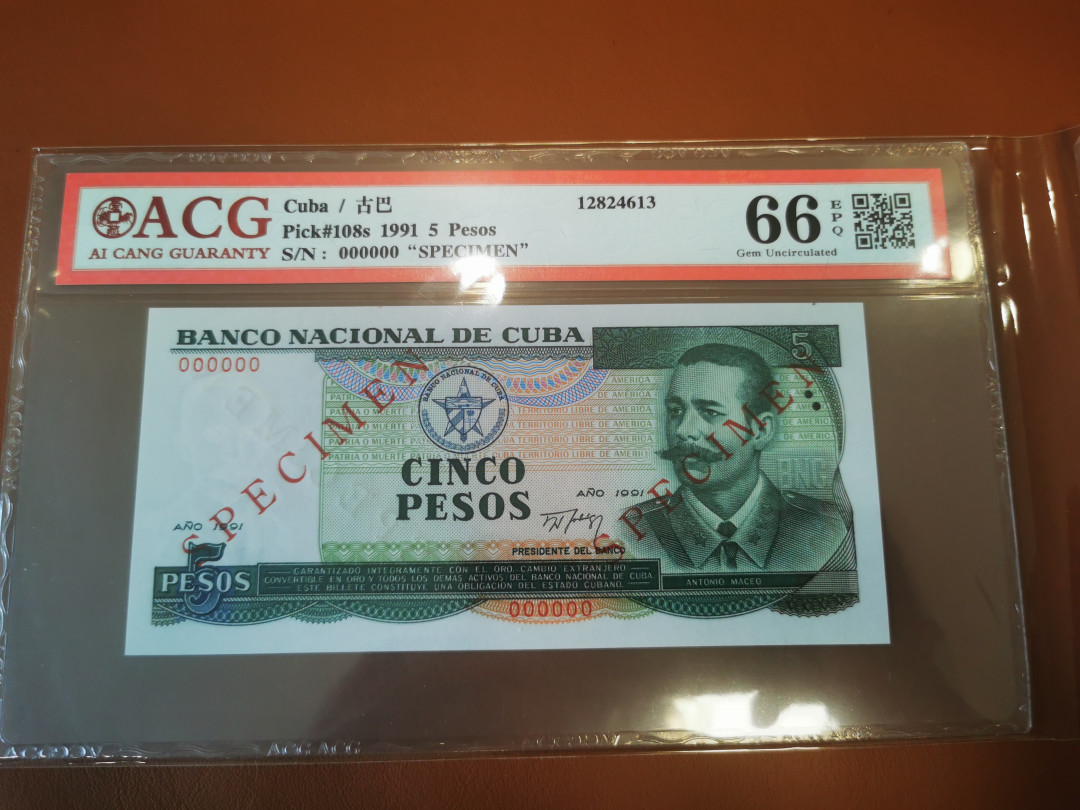 ACG
AI CANG GUARANTY
Cuba / 古巴
Pick#108s 1991 5 Pesos
S/N : 000000 "SPECIMEN"
12824613
66
EPQ
Gem Uncirculated
BANCO NACIONAL DE CUBA
000000
5
SPECIMEN
SPECIMEN
BANCO NACIONAL DE CUBA
AMERICA
PATRIA O MUERTE
TERRITORIO LIBRE DE AMERICA
CINCO
PESOS
AÑO 1991
BNC
AÑO 1991
PRESIDENTE DEL BANCO
5
PESOS
GARANTIZADO INTEGRAMENTE CON EL ORO, CAMBIO EXTRANJERO
CONVERTIBLE EN ORO Y TODOS LOS DEMAS ACTIVOS DEL BANCO NACIONAL DE CUBA
ESTE BILLETE CONSTITUYE UNA OBLIGACION DEL ESTADO CUBANO.
ANTONIO MACEO
000000
ACG ACG